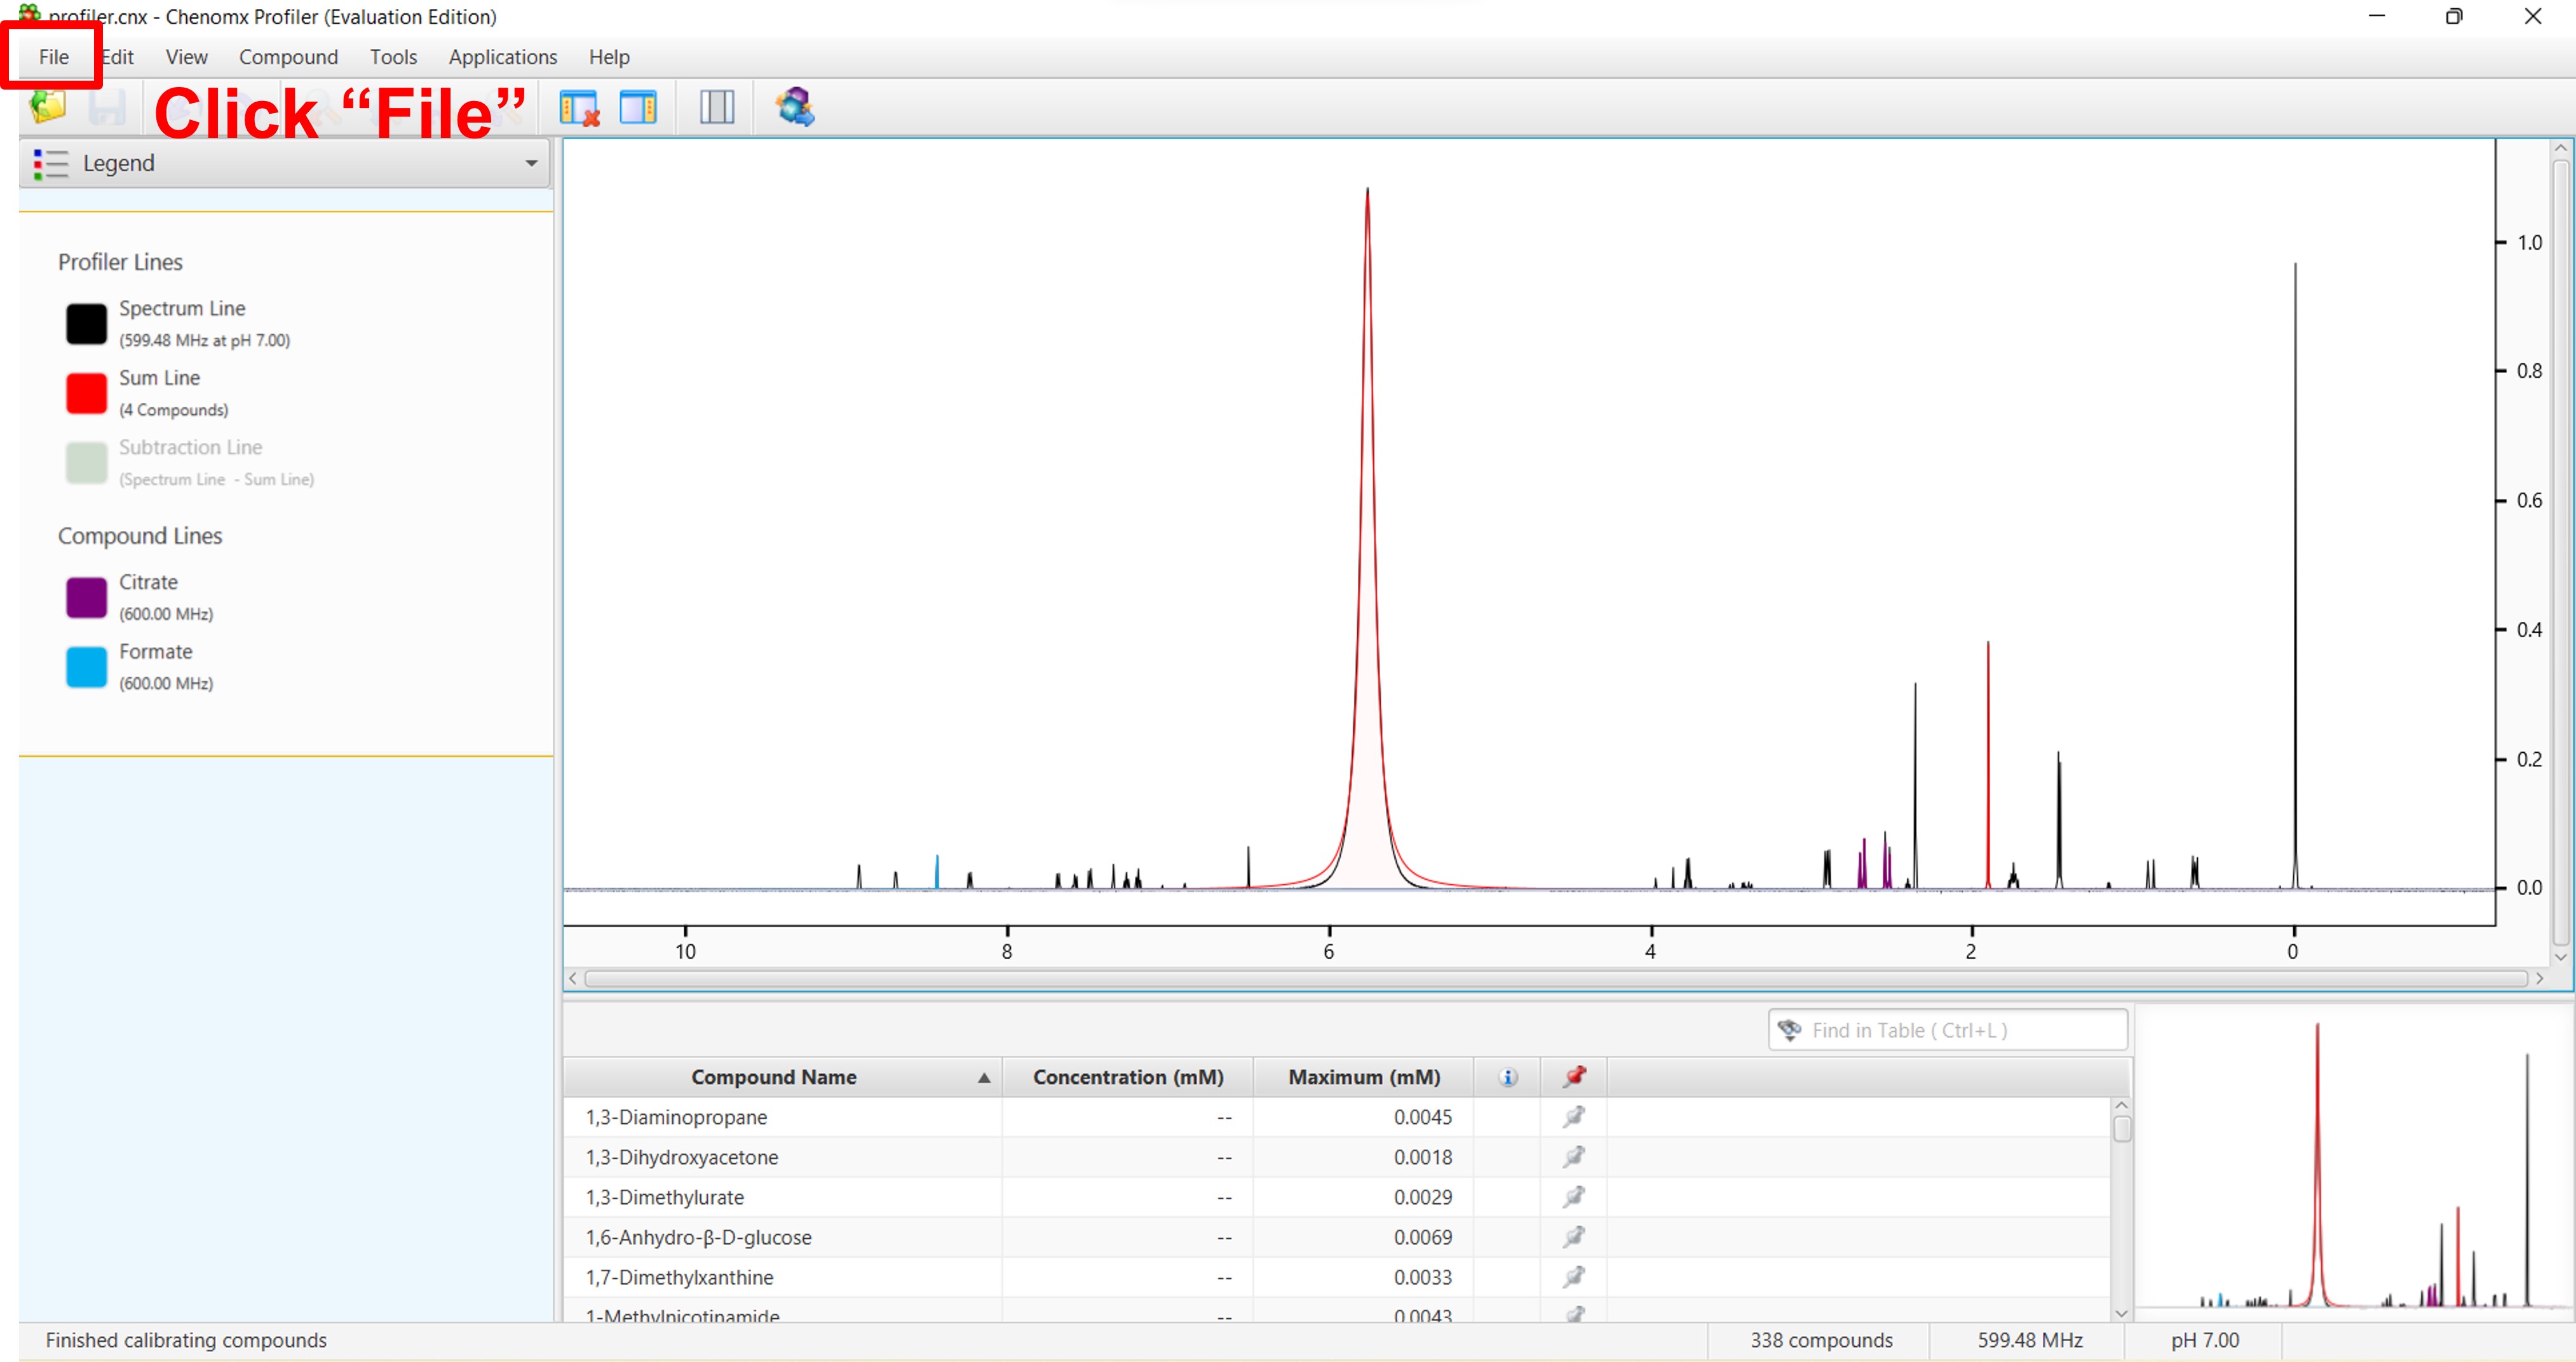 profiler.cnx - Chenomx Profiler (Evaluation Edition)
File Edit View Compound Tools Applications Help
Click “File”
Legend
Profiler Lines
Spectrum Line
(599.48 MHz at pH 7.00)
Sum Line
(4 Compounds)
Subtraction Line
(Spectrum Line - Sum Line)
Compound Lines
Citrate
(600.00 MHz)
Formate
(600.00 MHz)
1.0
0.8
0.6
0.4
0.2
0.0
10 8 6 4 2 0
Find in Table ( Ctrl+L )
Compound Name Concentration (mM) Maximum (mM)
1,3-Diaminopropane -- 0.0045
1,3-Dihydroxyacetone -- 0.0018
1,3-Dimethylurate -- 0.0029
1,6-Anhydro-β-D-glucose -- 0.0069
1,7-Dimethylxanthine -- 0.0033
1-Methylnicotinamide -- 0.0043
Finished calibrating compounds 338 compounds 599.48 MHz pH 7.00